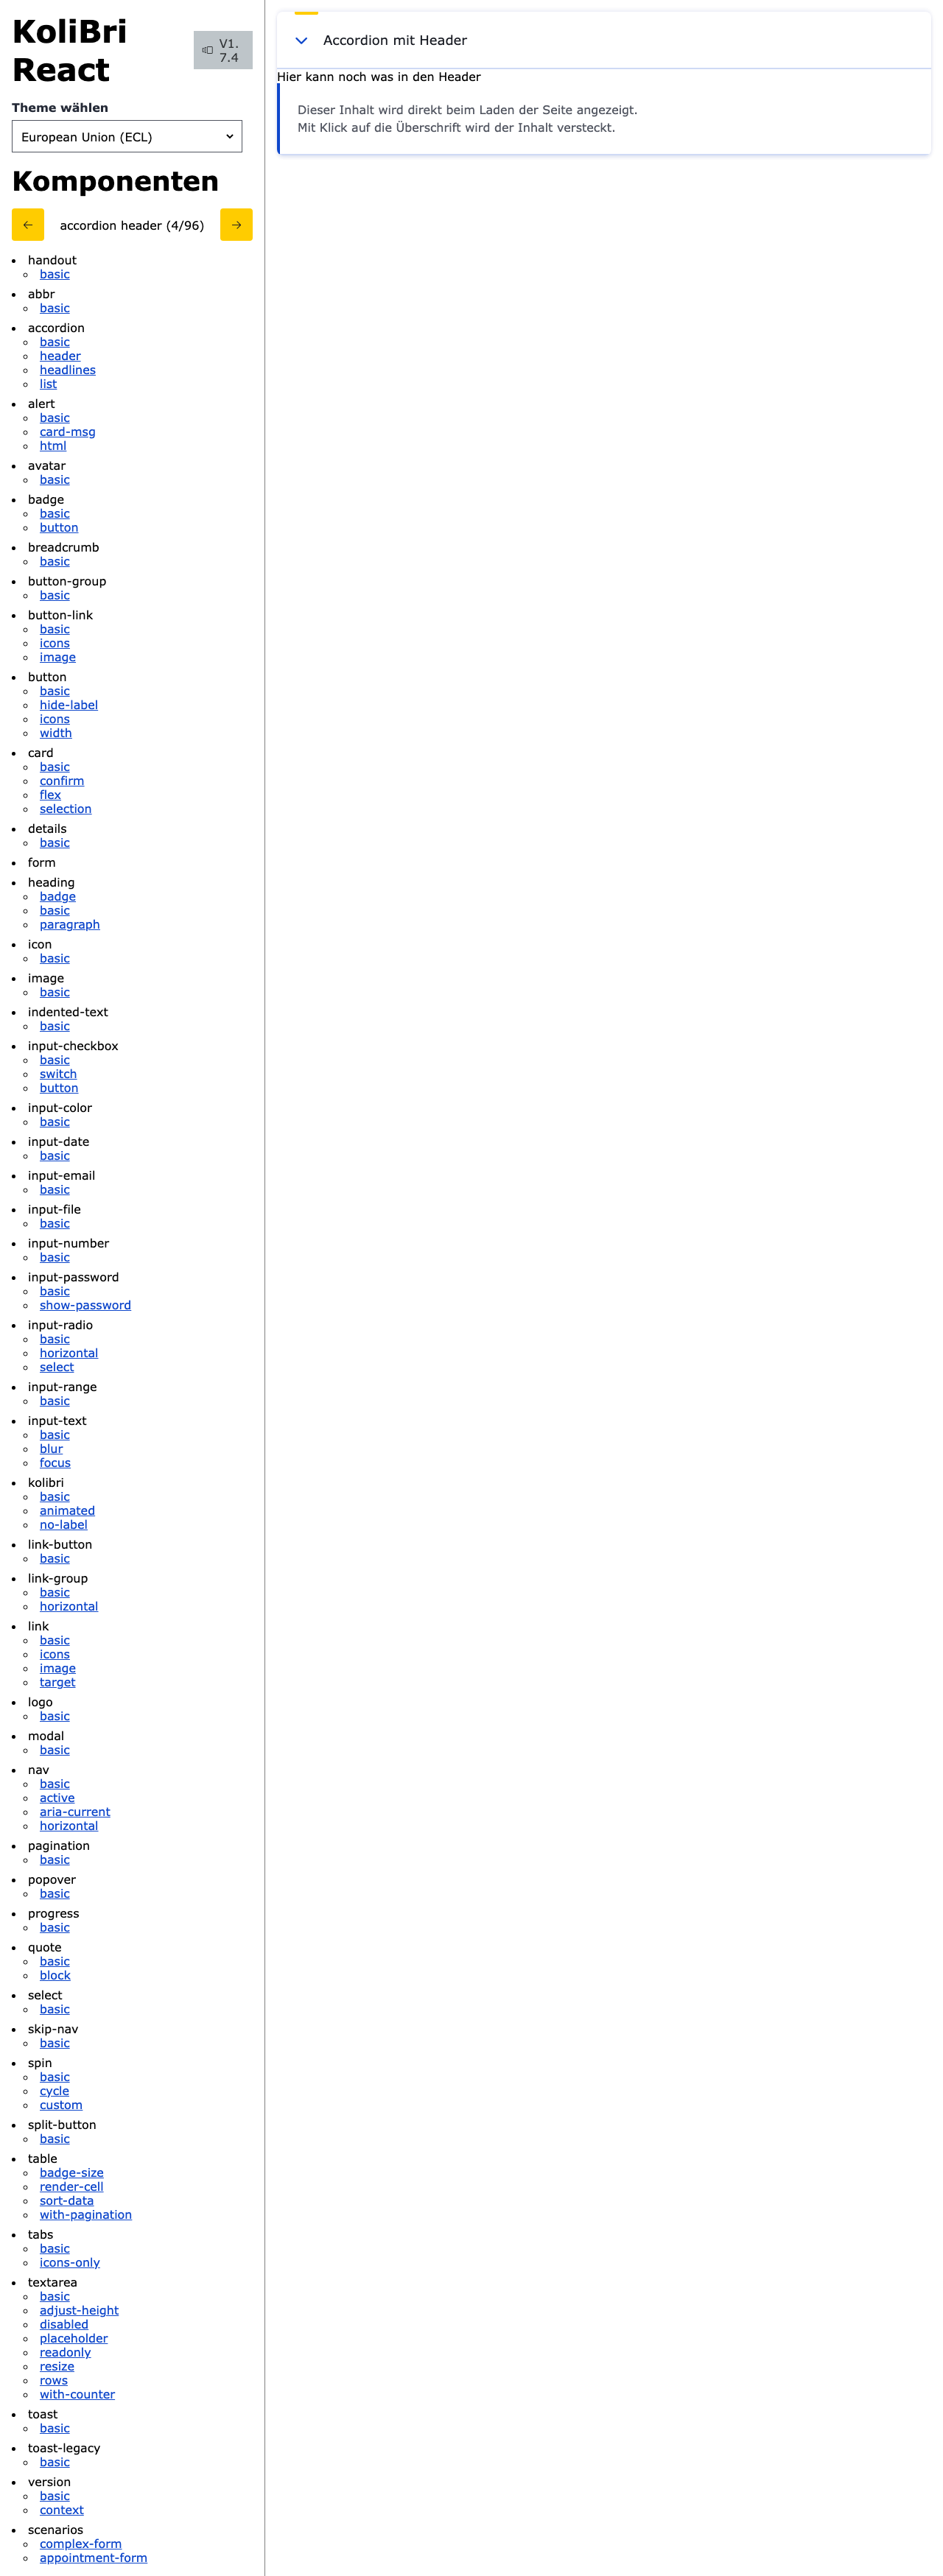 KoliBri
React
V1.
7.4
Theme wählen
European Union (ECL)
Komponenten
accordion header (4/96)
handout
basic
abbr
basic
accordion
basic
header
headlines
list
alert
basic
card-msg
html
avatar
basic
badge
basic
button
breadcrumb
basic
button-group
basic
button-link
basic
icons
image
button
basic
hide-label
icons
width
card
basic
confirm
flex
selection
details
basic
form
heading
badge
basic
paragraph
icon
basic
image
basic
indented-text
basic
input-checkbox
basic
switch
button
input-color
basic
input-date
basic
input-email
basic
input-file
basic
input-number
basic
input-password
basic
show-password
input-radio
basic
horizontal
select
input-range
basic
input-text
basic
blur
focus
kolibri
basic
animated
no-label
link-button
basic
link-group
basic
horizontal
link
basic
icons
image
target
logo
basic
modal
basic
nav
basic
active
aria-current
horizontal
pagination
basic
popover
basic
progress
basic
quote
basic
block
select
basic
skip-nav
basic
spin
basic
cycle
custom
split-button
basic
table
badge-size
render-cell
sort-data
with-pagination
tabs
basic
icons-only
textarea
basic
adjust-height
disabled
placeholder
readonly
resize
rows
with-counter
toast
basic
toast-legacy
basic
version
basic
context
scenarios
complex-form
appointment-form
Accordion mit Header
Hier kann noch was in den Header
Dieser Inhalt wird direkt beim Laden der Seite angezeigt.
Mit Klick auf die Überschrift wird der Inhalt versteckt.